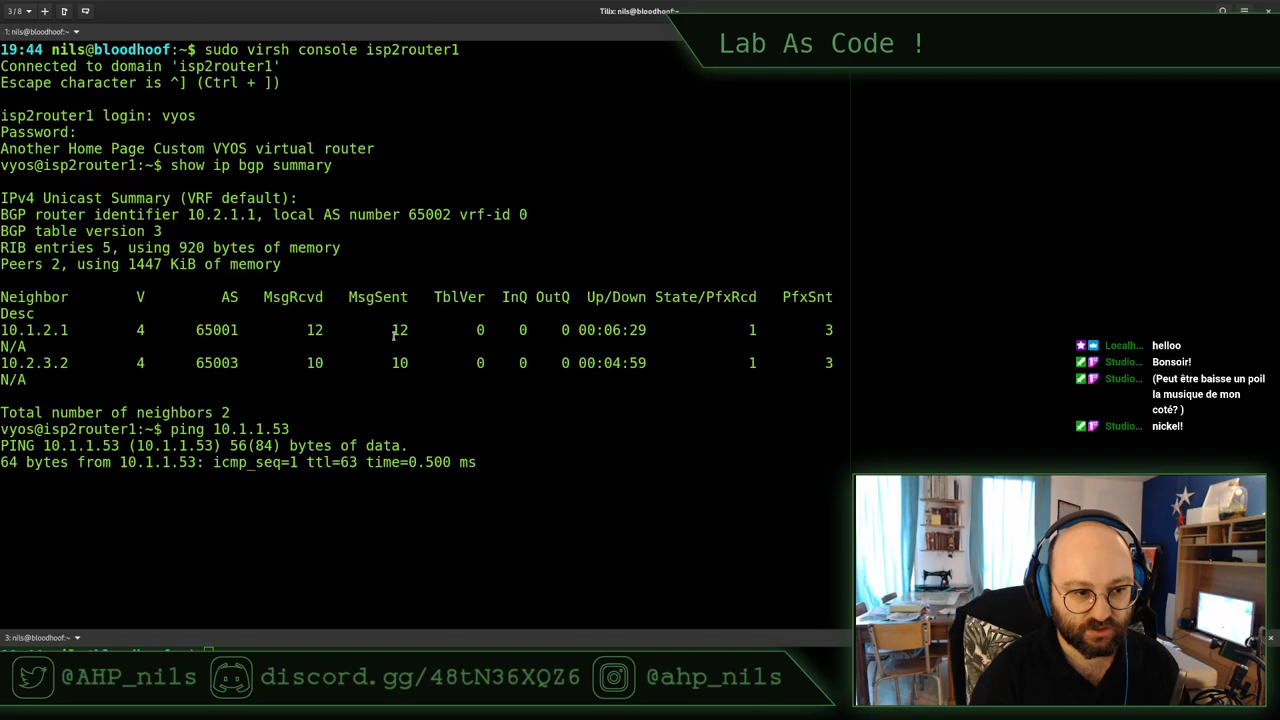 3 / 8
Tilix: nils@bloodhoof:~
1: nils@bloodhoof:~
Lab As Code !
19:44 nils@bloodhoof:~$ sudo virsh console isp2router1
Connected to domain 'isp2router1'
Escape character is ^] (Ctrl + ])
isp2router1 login: vyos
Password:
Another Home Page Custom VYOS virtual router
vyos@isp2router1:~$ show ip bgp summary
IPv4 Unicast Summary (VRF default):
BGP router identifier 10.2.1.1, local AS number 65002 vrf-id 0
BGP table version 3
RIB entries 5, using 920 bytes of memory
Peers 2, using 1447 KiB of memory
Neighbor V AS MsgRcvd MsgSent TblVer InQ OutQ Up/Down State/PfxRcd PfxSnt
Desc
10.1.2.1 4 65001 12 12 0 0 0 00:06:29 1 3
N/A
10.2.3.2 4 65003 10 10 0 0 0 00:04:59 1 3
N/A
Total number of neighbors 2
vyos@isp2router1:~$ ping 10.1.1.53
PING 10.1.1.53 (10.1.1.53) 56(84) bytes of data.
64 bytes from 10.1.1.53: icmp_seq=1 ttl=63 time=0.500 ms
Localh... helloo
Studio... Bonsoir!
Studio... (Peut être baisse un poil
la musique de mon
coté? )
Studio... nickel!
3: nils@bloodhoof:~
@AHP_nils discord.gg/48tN36XQZ6 @ahp_nils